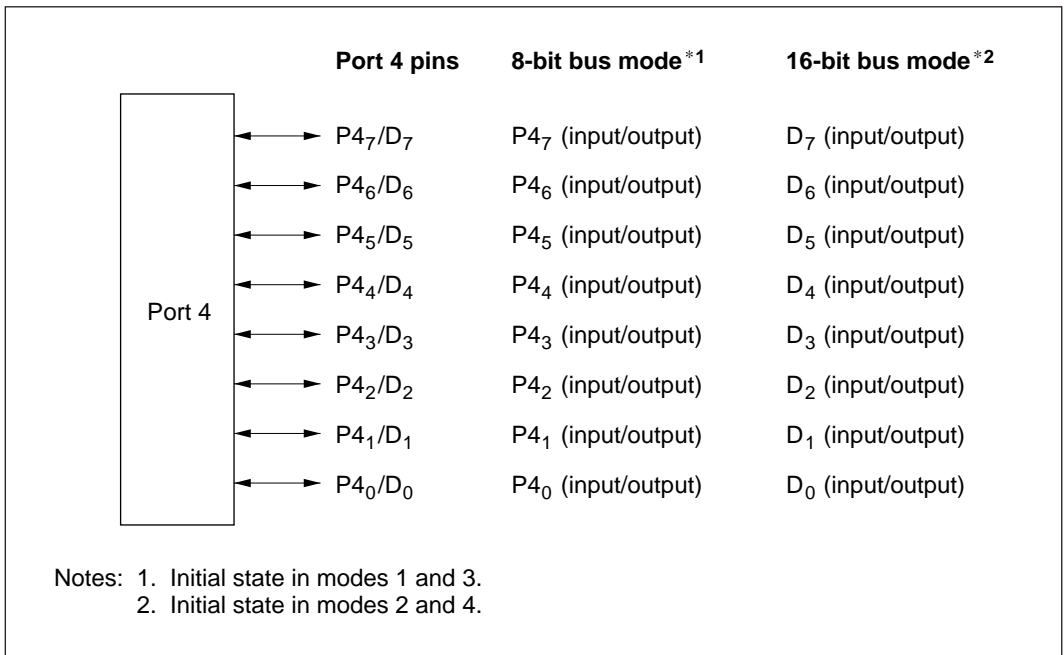 Port 4 pins 8-bit bus mode*1 16-bit bus mode*2
P4₇/D₇ P4₇ (input/output) D₇ (input/output)
P4₆/D₆ P4₆ (input/output) D₆ (input/output)
P4₅/D₅ P4₅ (input/output) D₅ (input/output)
P4₄/D₄ P4₄ (input/output) D₄ (input/output)
Port 4
P4₃/D₃ P4₃ (input/output) D₃ (input/output)
P4₂/D₂ P4₂ (input/output) D₂ (input/output)
P4₁/D₁ P4₁ (input/output) D₁ (input/output)
P4₀/D₀ P4₀ (input/output) D₀ (input/output)
Notes: 1. Initial state in modes 1 and 3.
2. Initial state in modes 2 and 4.